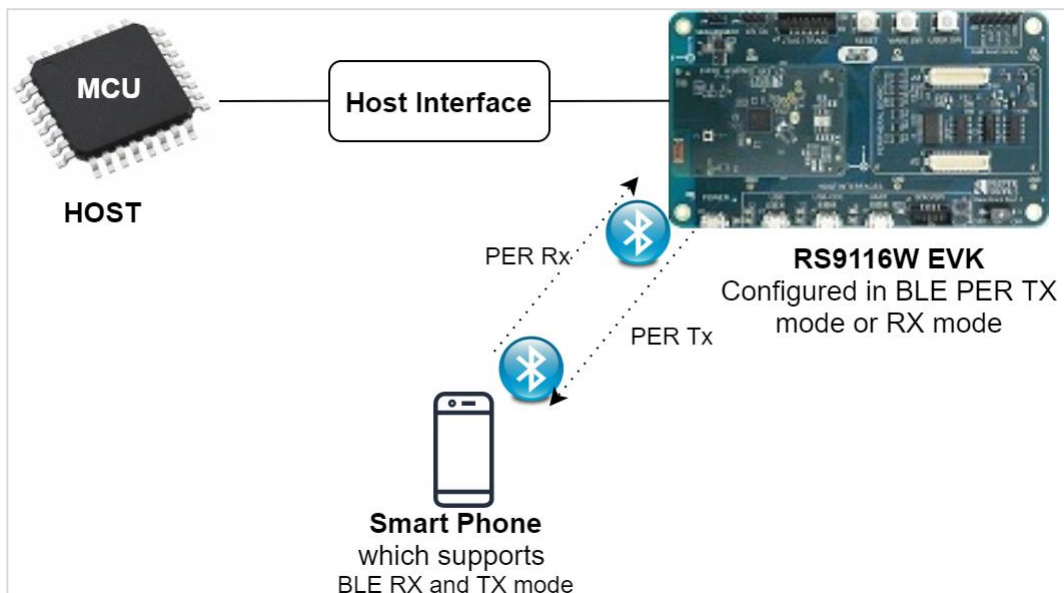 MCU
HOST
Host Interface
RESET
PER Rx
PER Tx
RS9116W EVK
Configured in BLE PER TX
mode or RX mode
Smart Phone
which supports
BLE RX and TX mode